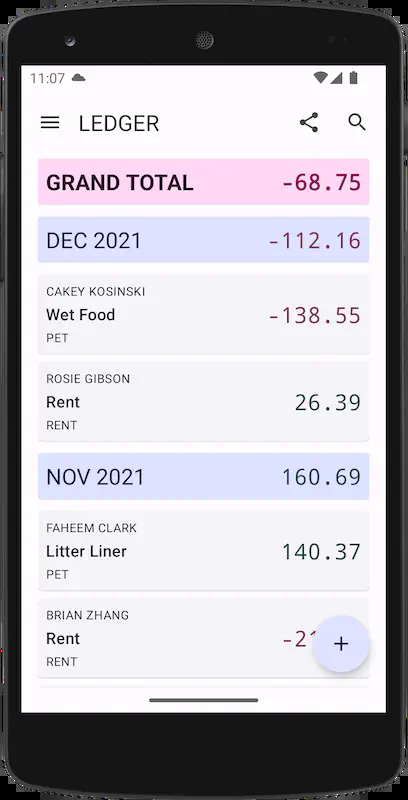 11:07
LEDGER
GRAND TOTAL -68.75
DEC 2021 -112.16
CAKEY KOSINSKI
Wet Food -138.55
PET
ROSIE GIBSON
Rent 26.39
RENT
NOV 2021 160.69
FAHEEM CLARK
Litter Liner 140.37
PET
BRIAN ZHANG
Rent
RENT
+